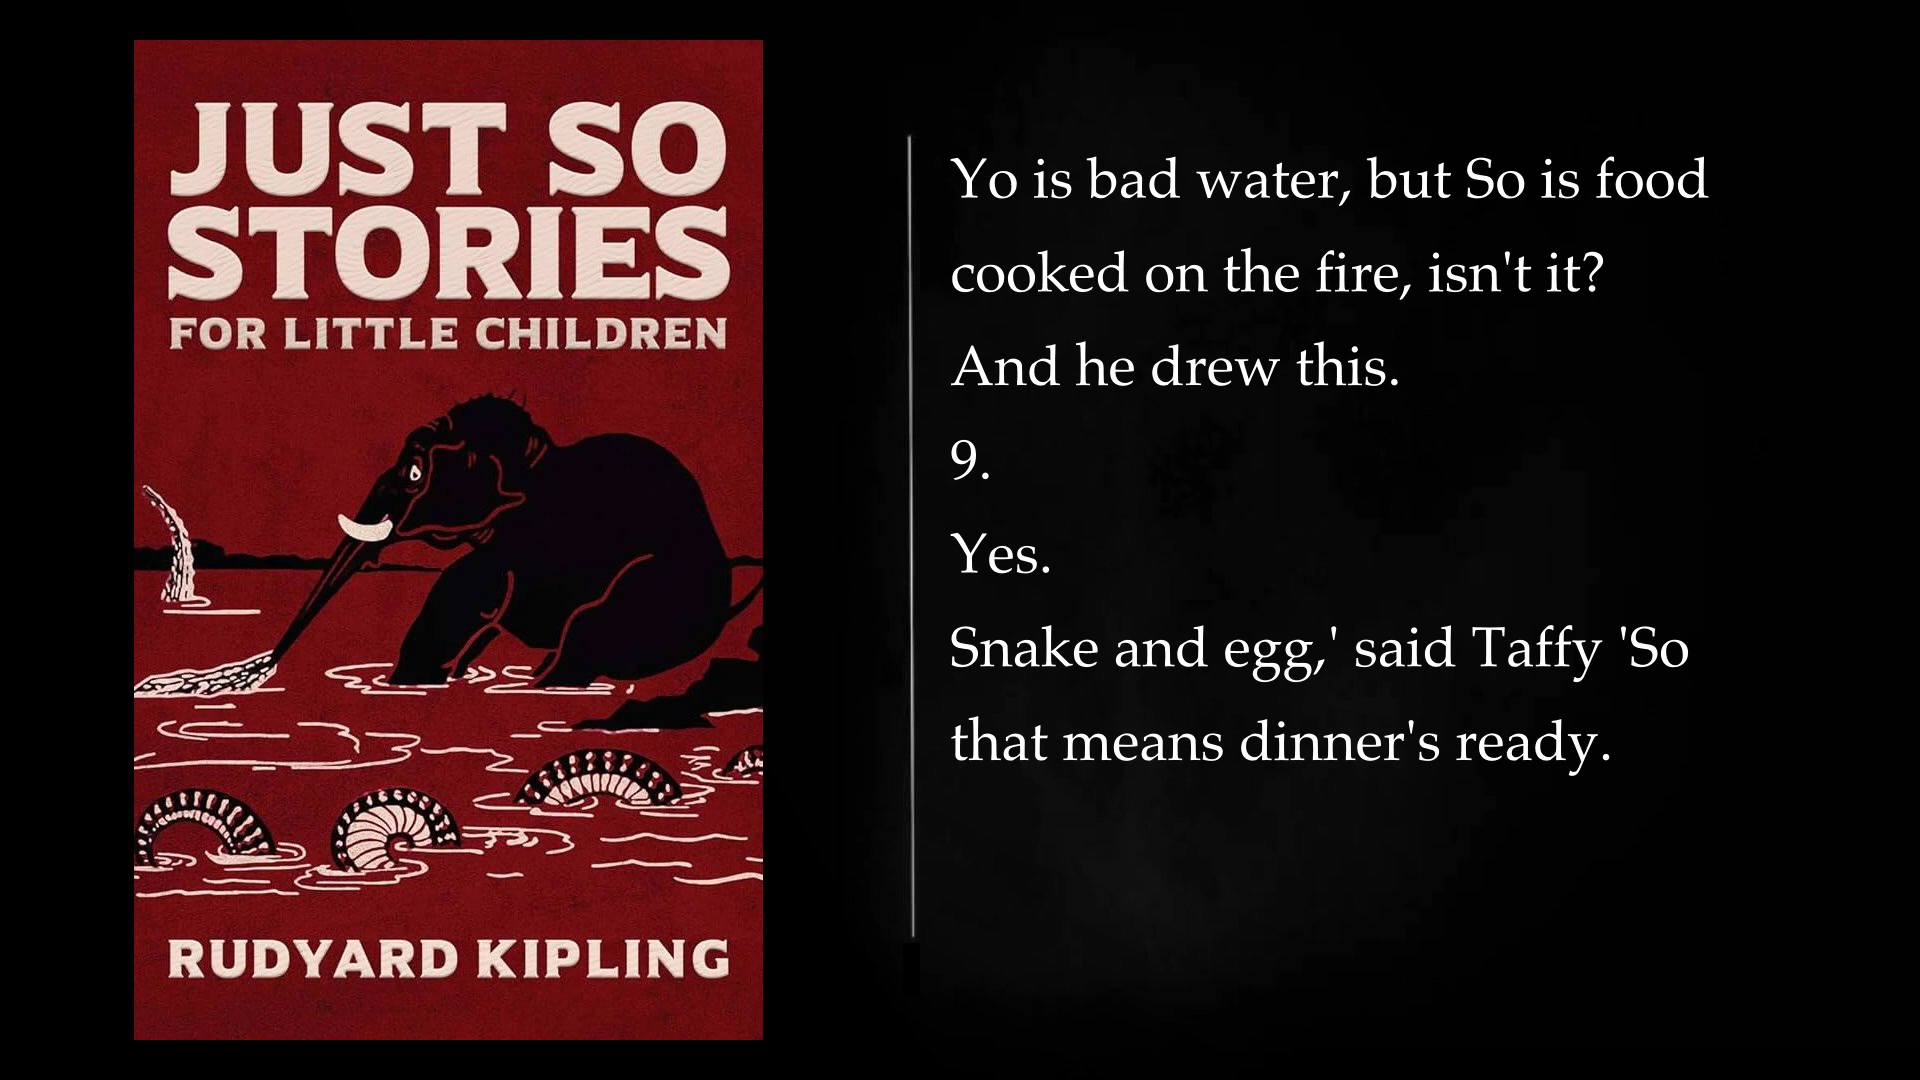 JUST SO
STORIES
FOR LITTLE CHILDREN
RUDYARD KIPLING
Yo is bad water, but So is food
cooked on the fire, isn't it?
And he drew this.
9.
Yes.
Snake and egg,' said Taffy 'So
that means dinner's ready.